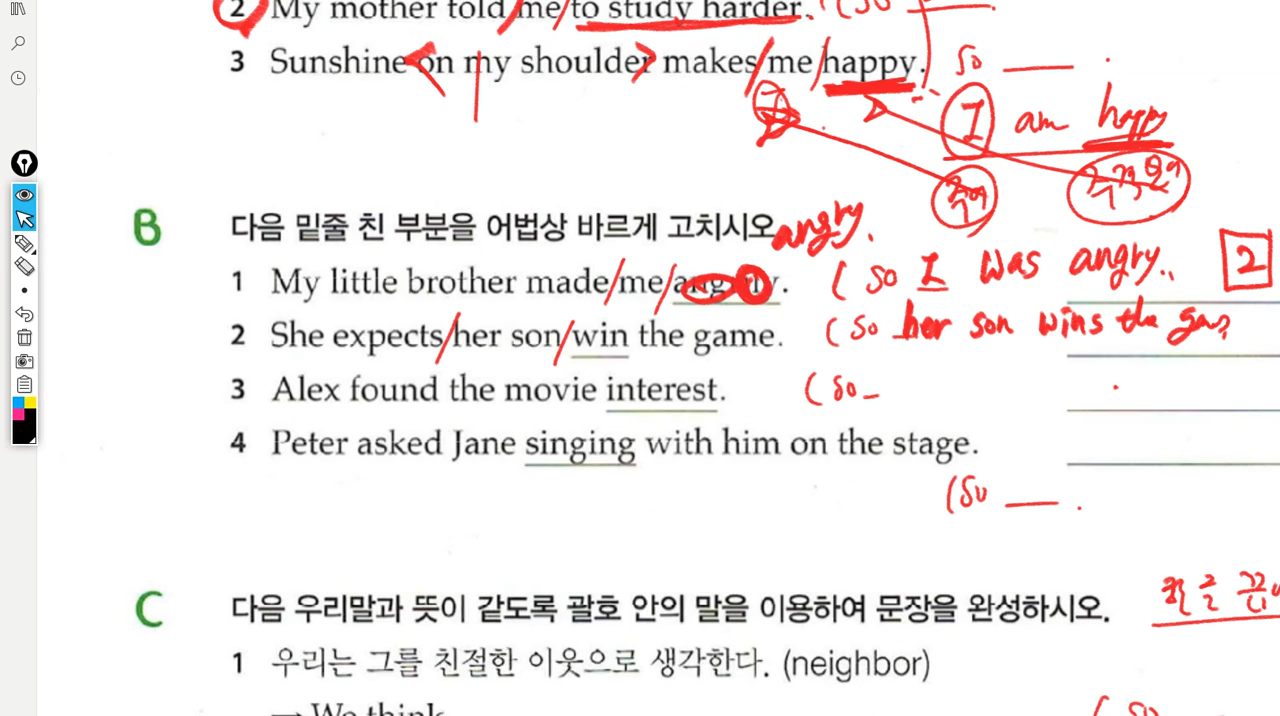 2 My mother told / me / to study harder. (So ___
3 Sunshine on my shoulder makes / me / happy. so ___ .
I am happy
주어 주격보어
B 다음 밑줄 친 부분을 어법상 바르게 고치시오. angry.
1 My little brother made / me / angrily. (so I was angry. 2
2 She expects / her son / win the game. (so her son wins the
3 Alex found the movie interest. (so _ .
4 Peter asked Jane singing with him on the stage.
(so ___ .
C 다음 우리말과 뜻이 같도록 괄호 안의 말을 이용하여 문장을 완성하시오.
1 우리는 그를 친절한 이웃으로 생각한다. (neighbor)
→ We think
(so